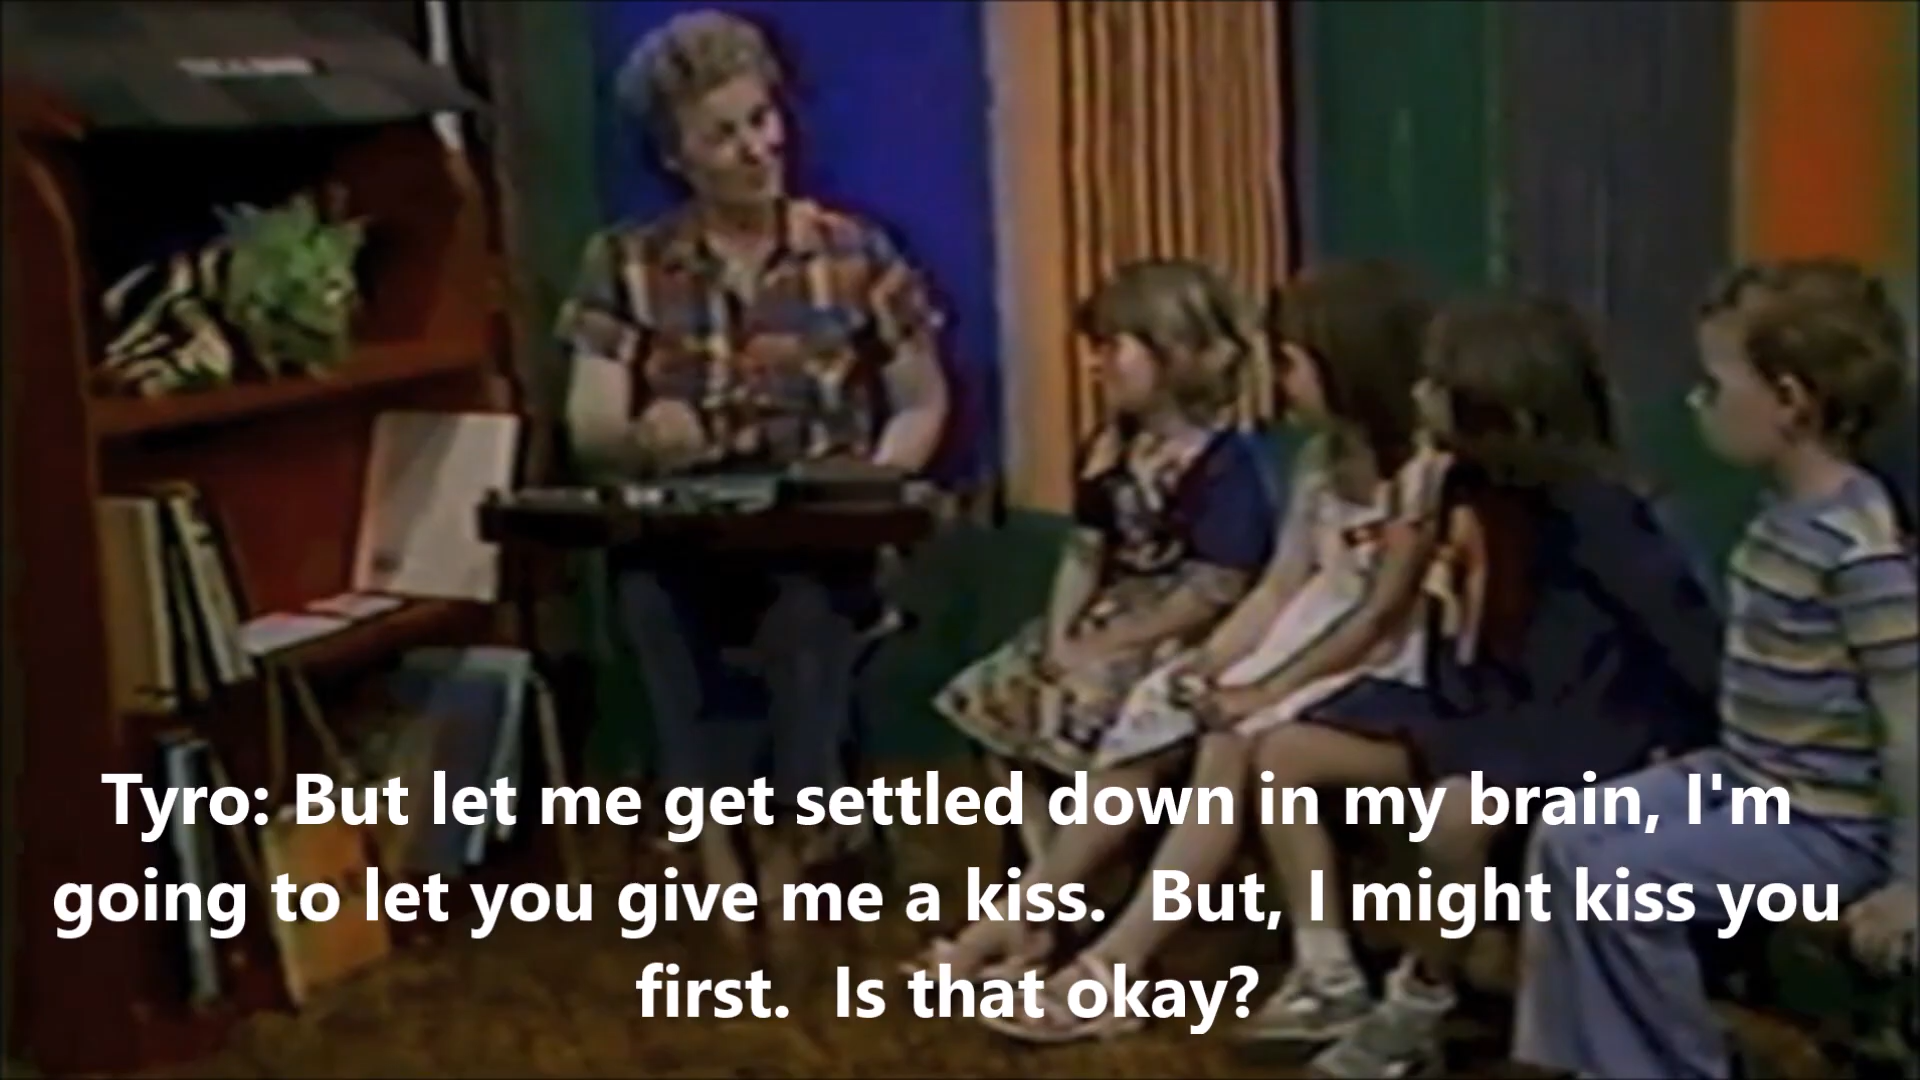 Tyro: But let me get settled down in my brain, I'm
going to let you give me a kiss.  But, I might kiss you
first.  Is that okay?